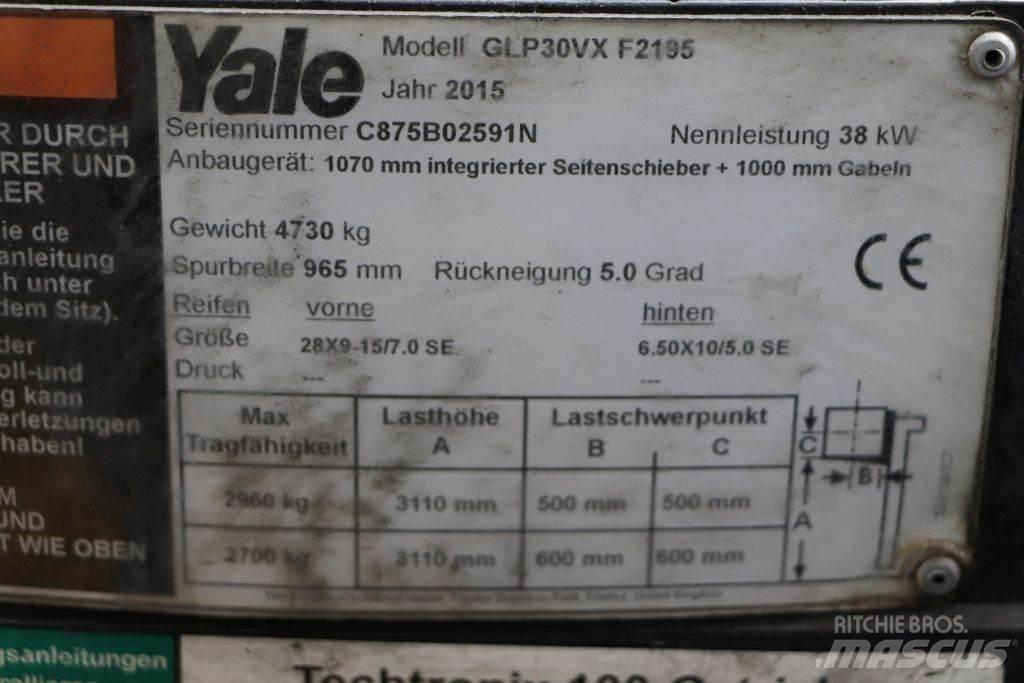 R DURCH
RER UND
ER
ie die
anleitung
h unter
dem Sitz).
der
oll-und
g kann
erletzungen
haben!
M
UND
T WIE OBEN
Yale
Modell GLP30VX F2195
Jahr 2015
Seriennummer C875B02591N Nennleistung 38 kW
Anbaugerät: 1070 mm integrierter Seitenschieber + 1000 mm Gabeln
Gewicht 4730 kg
CE
Spurbreite 965 mm Rückneigung 5.0 Grad
Reifen vorne hinten
Größe 28X9-15/7.0 SE 6.50X10/5.0 SE
Druck --- ---
Max Tragfähigkeit Lasthöhe A Lastschwerpunkt B C
2960 kg 3110 mm 500 mm 500 mm
2700 kg 3110 mm 600 mm 600 mm
C
B
A
gsanleitungen
RITCHIE BROS.
MASCUS